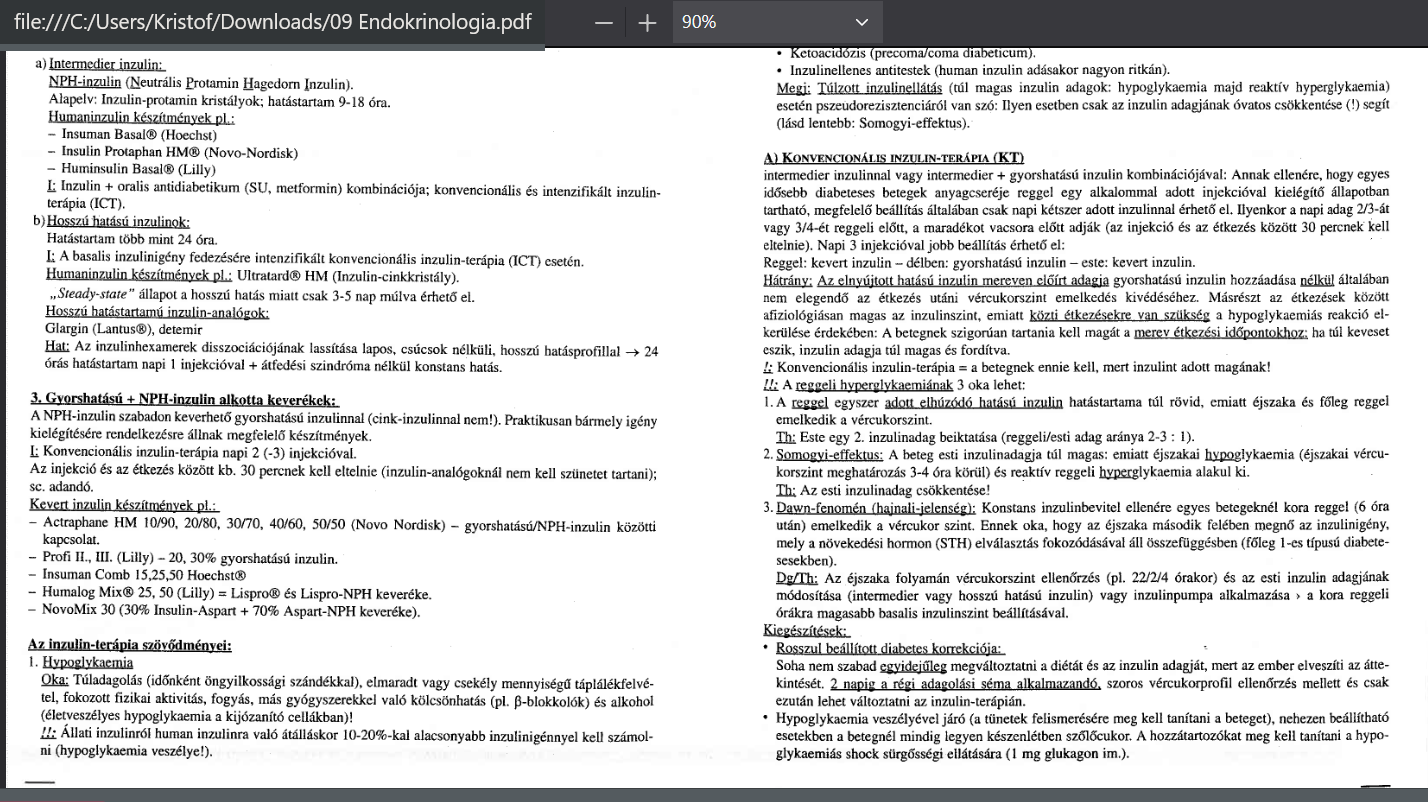 file:///C:/Users/Kristof/Downloads/09 Endokrinologia.pdf
90%
a) Intermedier inzulin:
NPH-inzulin (Neutrális Protamin Hagedorn Inzulin).
Alapelv: Inzulin-protamin kristályok; hatástartam 9-18 óra.
Humaninzulin készítmények pl.:
– Insuman Basal® (Hoechst)
– Insulin Protaphan HM® (Novo-Nordisk)
– Huminsulin Basal® (Lilly)
I: Inzulin + oralis antidiabetikum (SU, metformin) kombinációja; konvencionális és intenzifikált inzulin-
terápia (ICT).
b) Hosszú hatású inzulinok:
Hatástartam több mint 24 óra.
I: A basalis inzulinigény fedezésére intenzifikált konvencionális inzulin-terápia (ICT) esetén.
Humaninzulin készítmények pl.: Ultratard® HM (Inzulin-cinkkristály).
„Steady-state" állapot a hosszú hatás miatt csak 3-5 nap múlva érhető el.
Hosszú hatástartamú inzulin-analógok:
Glargin (Lantus®), detemir
Hat: Az inzulinhexamerek disszociációjának lassítása lapos, csúcsok nélküli, hosszú hatásprofillal → 24
órás hatástartam napi 1 injekcióval + átfedési szindróma nélkül konstans hatás.
3. Gyorshatású + NPH-inzulin alkotta keverékek:
A NPH-inzulin szabadon keverhető gyorshatású inzulinnal (cink-inzulinnal nem!). Praktikusan bármely igény
kielégítésére rendelkezésre állnak megfelelő készítmények.
I: Konvencionális inzulin-terápia napi 2 (-3) injekcióval.
Az injekció és az étkezés között kb. 30 percnek kell eltelnie (inzulin-analógoknál nem kell szünetet tartani);
sc. adandó.
Kevert inzulin készítmények pl.:
– Actraphane HM 10/90, 20/80, 30/70, 40/60, 50/50 (Novo Nordisk) – gyorshatású/NPH-inzulin közötti
kapcsolat.
– Profi II., III. (Lilly) – 20, 30% gyorshatású inzulin.
– Insuman Comb 15,25,50 Hoechst®
– Humalog Mix® 25, 50 (Lilly) = Lispro® és Lispro-NPH keveréke.
– NovoMix 30 (30% Insulin-Aspart + 70% Aspart-NPH keveréke).
Az inzulin-terápia szövődményei:
1. Hypoglykaemia
Oka: Túladagolás (időnként öngyilkossági szándékkal), elmaradt vagy csekély mennyiségű táplálékfelvé-
tel, fokozott fizikai aktivitás, fogyás, más gyógyszerekkel való kölcsönhatás (pl. β-blokkolók) és alkohol
(életveszélyes hypoglykaemia a kijózanító cellákban)!
!!: Állati inzulinról human inzulinra való átálláskor 10-20%-kal alacsonyabb inzulinigénnyel kell számol-
ni (hypoglykaemia veszélye!).
• Ketoacidózis (precoma/coma diabeticum).
• Inzulinellenes antitestek (human inzulin adásakor nagyon ritkán).
Megj: Túlzott inzulinellátás (túl magas inzulin adagok: hypoglykaemia majd reaktív hyperglykaemia)
esetén pszeudorezisztenciáról van szó: Ilyen esetben csak az inzulin adagjának óvatos csökkentése (!) segít
(lásd lentebb: Somogyi-effektus).
A) KONVENCIONÁLIS INZULIN-TERÁPIA (KT)
intermedier inzulinnal vagy intermedier + gyorshatású inzulin kombinációjával: Annak ellenére, hogy egyes
idősebb diabeteses betegek anyagcseréje reggel egy alkalommal adott injekcióval kielégítő állapotban
tartható, megfelelő beállítás általában csak napi kétszer adott inzulinnal érhető el. Ilyenkor a napi adag 2/3-át
vagy 3/4-ét reggeli előtt, a maradékot vacsora előtt adják (az injekció és az étkezés között 30 percnek kell
eltelnie). Napi 3 injekcióval jobb beállítás érhető el:
Reggel: kevert inzulin – délben: gyorshatású inzulin – este: kevert inzulin.
Hátrány: Az elnyújtott hatású inzulin mereven előírt adagja gyorshatású inzulin hozzáadása nélkül általában
nem elegendő az étkezés utáni vércukorszint emelkedés kivédéséhez. Másrészt az étkezések között
afiziológiásan magas az inzulinszint, emiatt közti étkezésekre van szükség a hypoglykaemiás reakció el-
kerülése érdekében: A betegnek szigorúan tartania kell magát a merev étkezési időpontokhoz; ha túl keveset
eszik, inzulin adagja túl magas és fordítva.
!: Konvencionális inzulin-terápia = a betegnek ennie kell, mert inzulint adott magának!
!!: A reggeli hyperglykaemiának 3 oka lehet:
1. A reggel egyszer adott elhúzódó hatású inzulin hatástartama túl rövid, emiatt éjszaka és főleg reggel
emelkedik a vércukorszint.
Th: Este egy 2. inzulinadag beiktatása (reggeli/esti adag aránya 2-3 : 1).
2. Somogyi-effektus: A beteg esti inzulinadagja túl magas: emiatt éjszakai hypoglykaemia (éjszakai vércu-
korszint meghatározás 3-4 óra körül) és reaktív reggeli hyperglykaemia alakul ki.
Th: Az esti inzulinadag csökkentése!
3. Dawn-fenomén (hajnali-jelenség): Konstans inzulinbevitel ellenére egyes betegeknél kora reggel (6 óra
után) emelkedik a vércukor szint. Ennek oka, hogy az éjszaka második felében megnő az inzulinigény,
mely a növekedési hormon (STH) elválasztás fokozódásával áll összefüggésben (főleg 1-es típusú diabete-
sesekben).
Dg/Th: Az éjszaka folyamán vércukorszint ellenőrzés (pl. 22/2/4 órakor) és az esti inzulin adagjának
módosítása (intermedier vagy hosszú hatású inzulin) vagy inzulinpumpa alkalmazása › a kora reggeli
órákra magasabb basalis inzulinszint beállításával.
Kiegészítések:
• Rosszul beállított diabetes korrekciója:
Soha nem szabad egyidejűleg megváltoztatni a diétát és az inzulin adagját, mert az ember elveszíti az átte-
kintését. 2 napig a régi adagolási séma alkalmazandó, szoros vércukorprofil ellenőrzés mellett és csak
ezután lehet változtatni az inzulin-terápián.
• Hypoglykaemia veszélyével járó (a tünetek felismerésére meg kell tanítani a beteget), nehezen beállítható
esetekben a betegnél mindig legyen készenlétben szőlőcukor. A hozzátartozókat meg kell tanítani a hypo-
glykaemiás shock sürgősségi ellátására (1 mg glukagon im.).